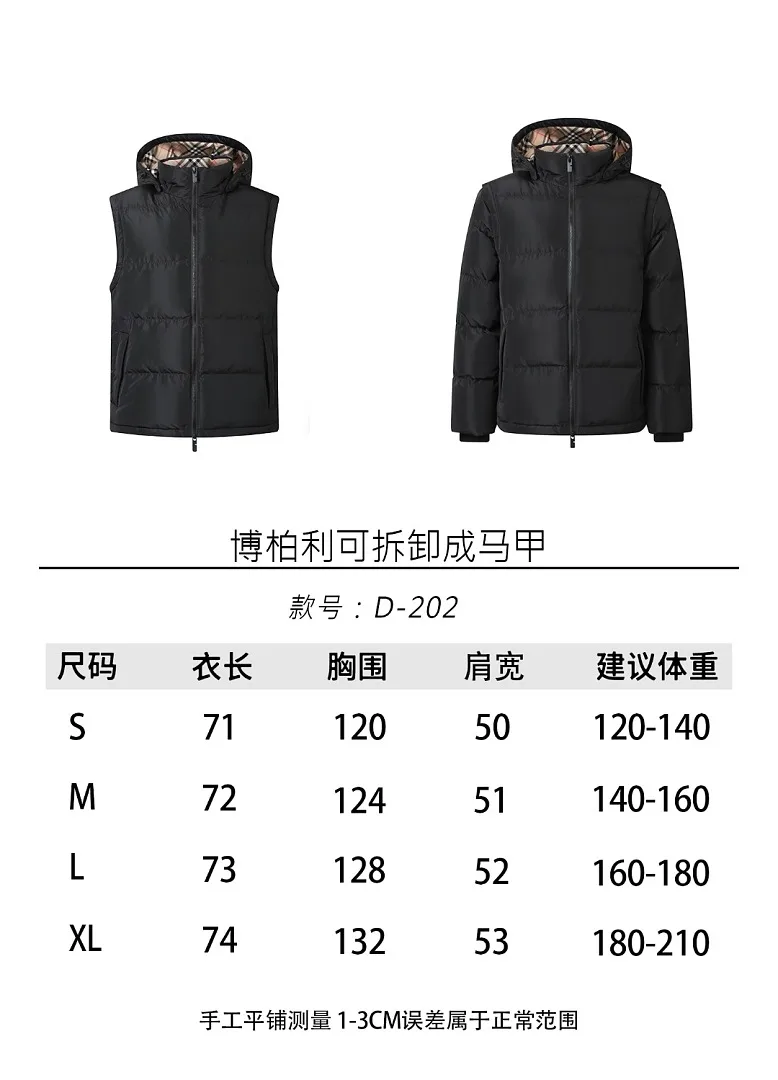 博柏利可拆卸成马甲
款号：D-202
尺码 衣长 胸围 肩宽 建议体重
S 71 120 50 120-140
M 72 124 51 140-160
L 73 128 52 160-180
XL 74 132 53 180-210
手工平铺测量 1-3CM误差属于正常范围